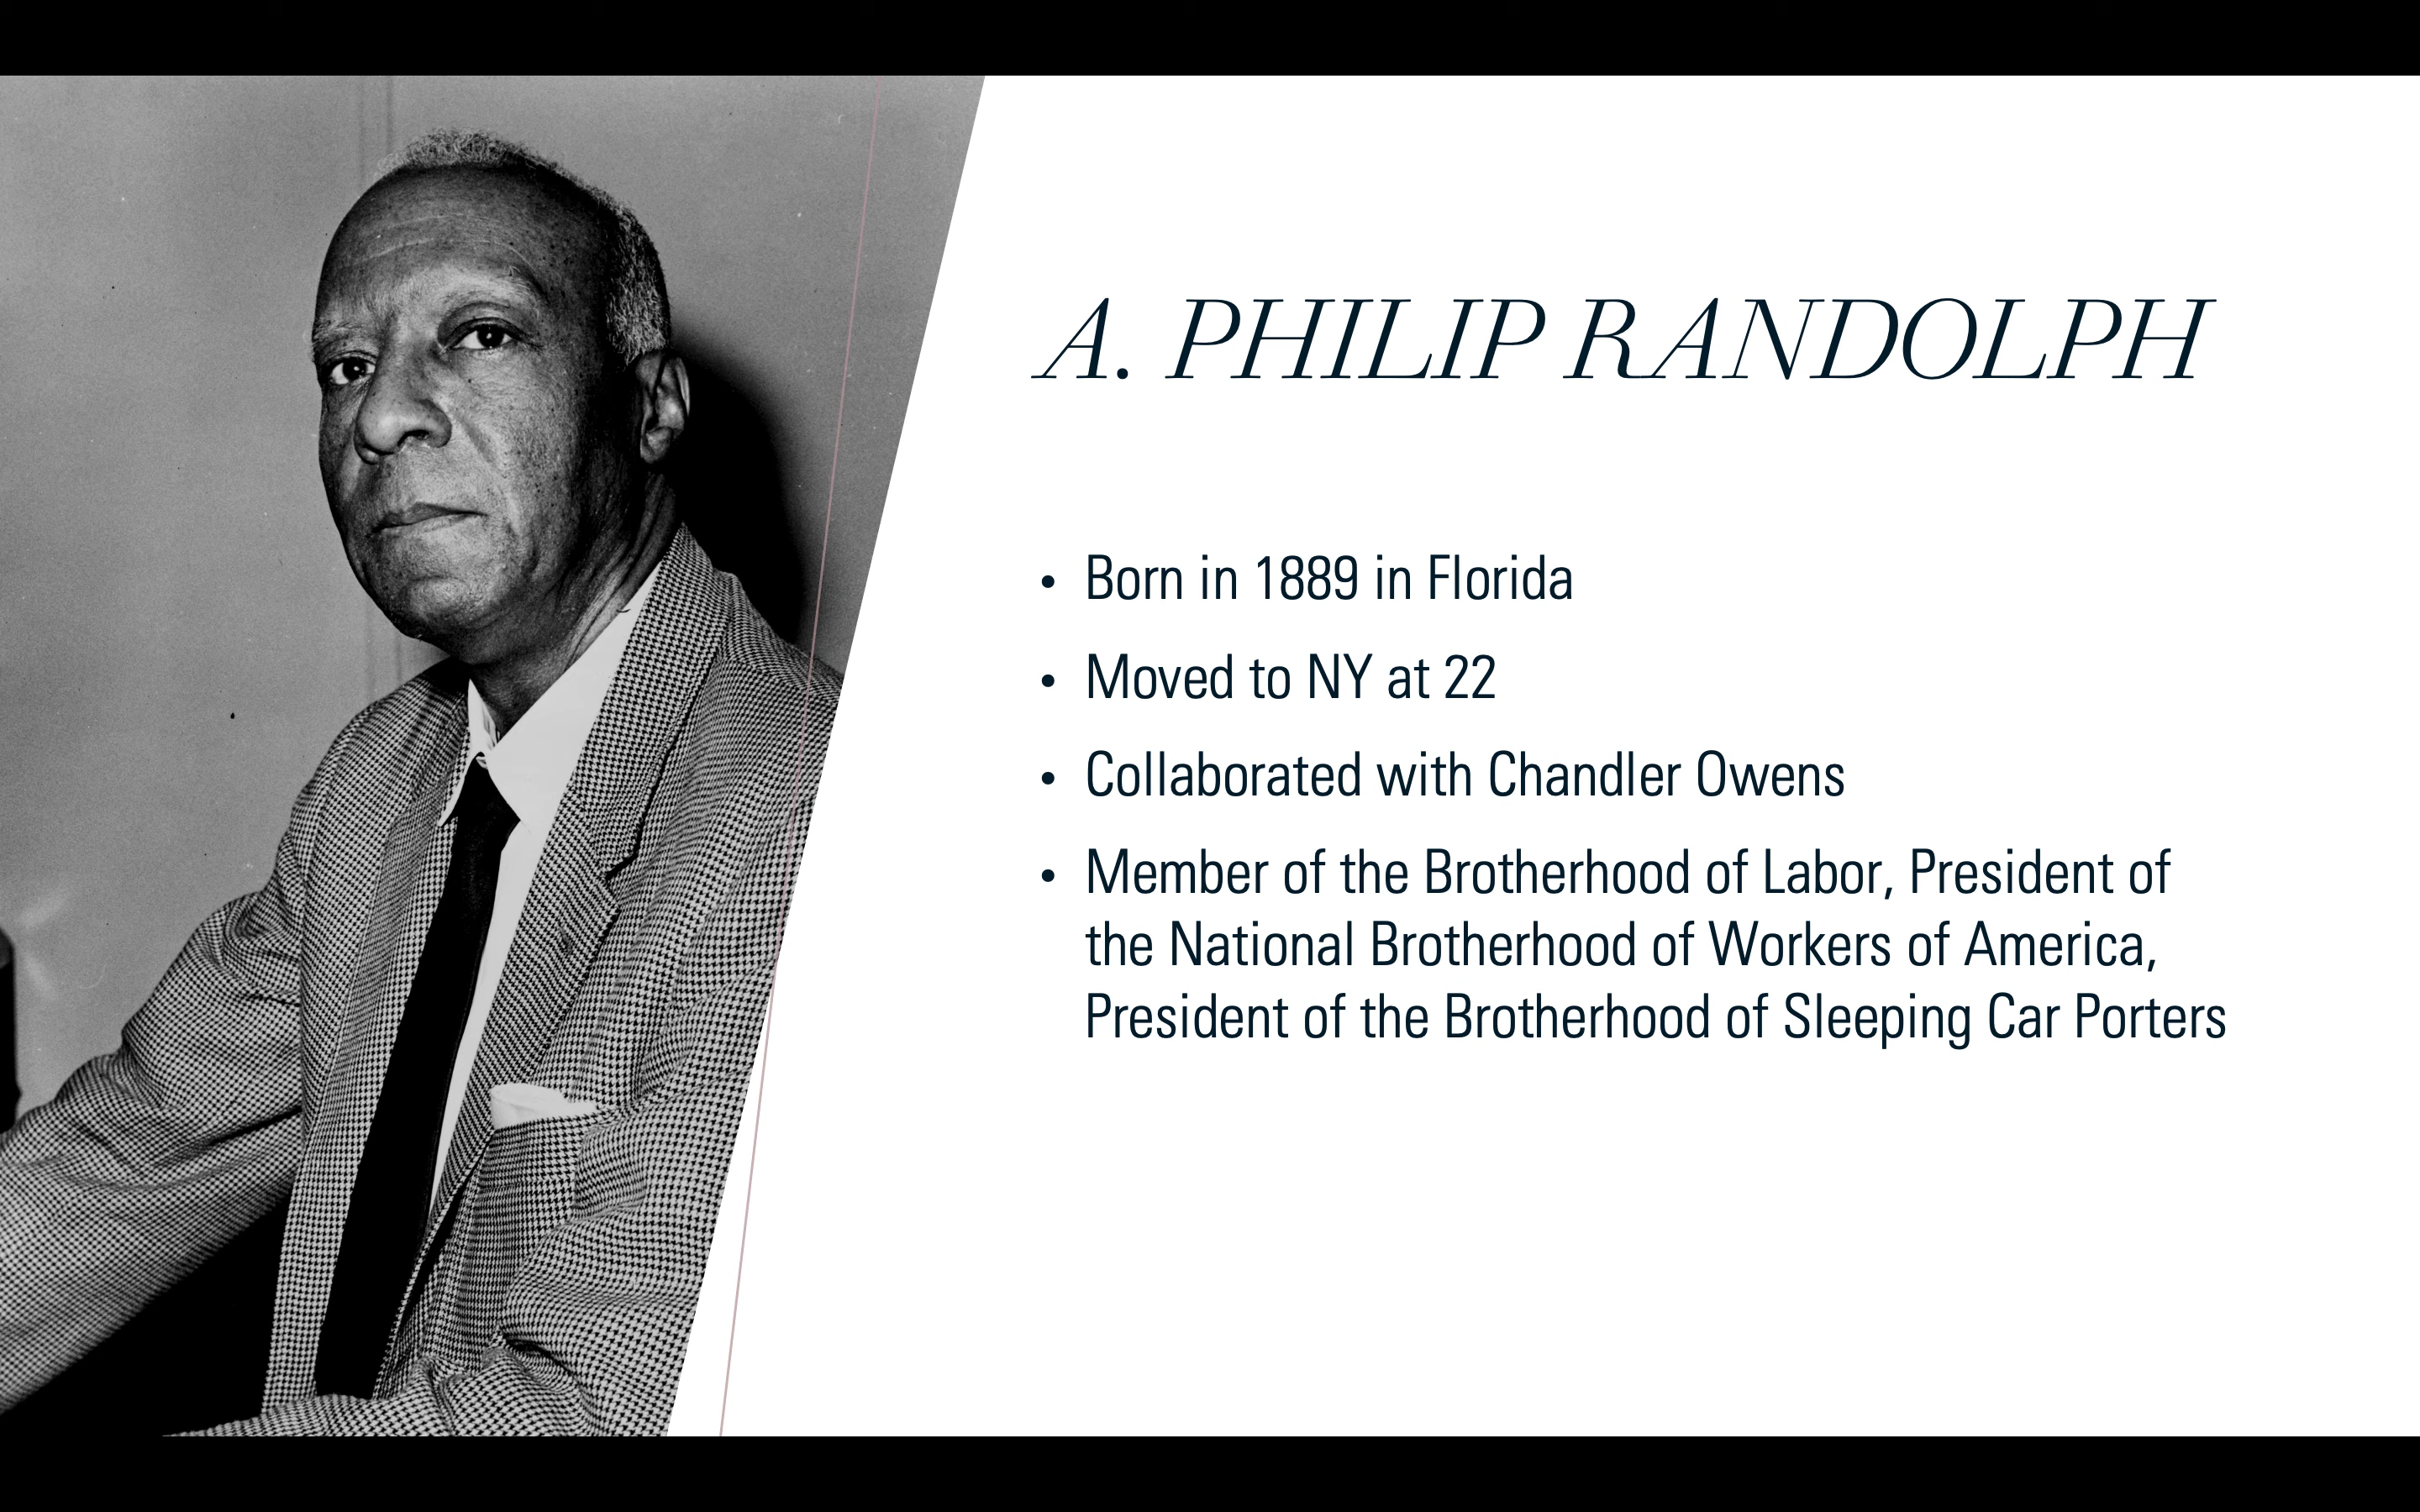 A. PHILIP RANDOLPH
• Born in 1889 in Florida
• Moved to NY at 22
• Collaborated with Chandler Owens
• Member of the Brotherhood of Labor, President of
the National Brotherhood of Workers of America,
President of the Brotherhood of Sleeping Car Porters